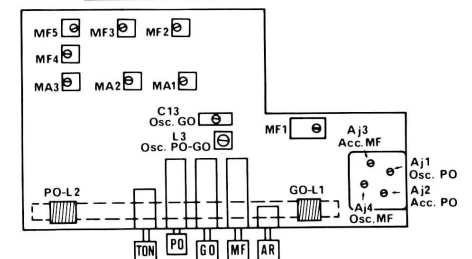 MF5 MF3 MF2
MF4
MA3 MA2 MA1
C13
Osc. GO
L3
Osc. PO-GO
MF1
Aj3
Acc. MF
Aj1
Osc. PO
Aj2
Acc. PO
Aj4
Osc. MF
PO-L2
GO-L1
TON PO GO MF AR